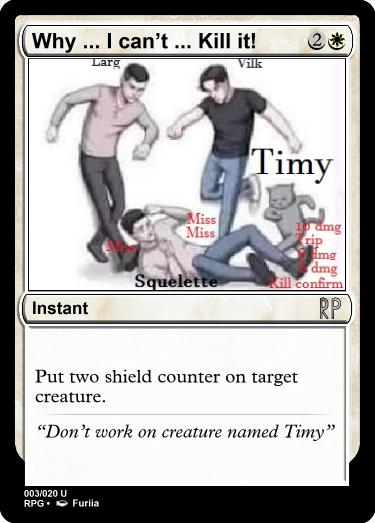 Why ... I can't ... Kill it!
2
Larg
Vilk
Timy
Miss
Miss
Miss
10 dmg
Trip
5 dmg
8 dmg
Kill confirm
Squelette
Instant
RP
Put two shield counter on target
creature.
“Don't work on creature named Timy”
003/020 U
RPG • Furiia